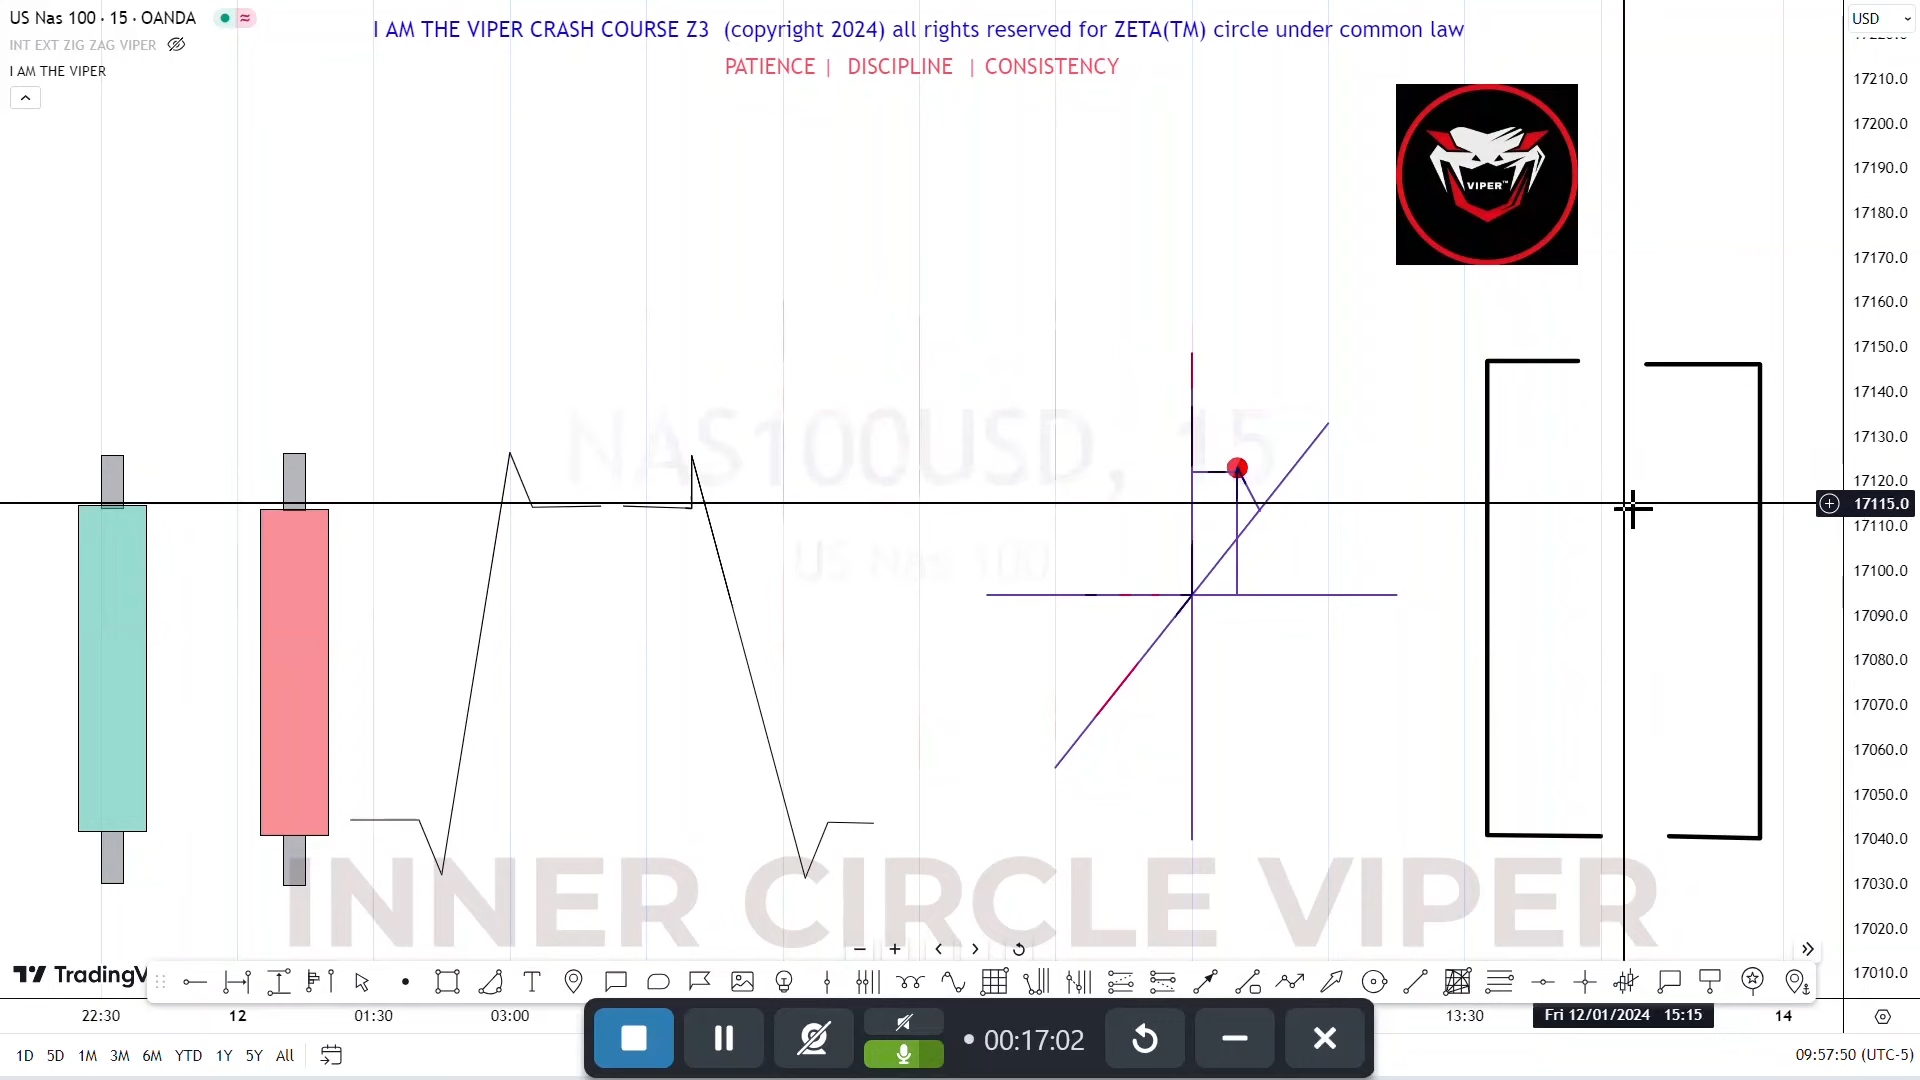 US Nas 100 · 15 · OANDA
INT EXT ZIG ZAG VIPER
I AM THE VIPER
I AM THE VIPER CRASH COURSE Z3 (copyright 2024) all rights reserved for ZETA(TM) circle under common law
PATIENCE | DISCIPLINE | CONSISTENCY
VIPER™
NAS100USD, 15
US Nas 100
INNER CIRCLE VIPER
USD
17210.0
17200.0
17190.0
17180.0
17170.0
17160.0
17150.0
17140.0
17130.0
17120.0
17115.0
17110.0
17100.0
17090.0
17080.0
17070.0
17060.0
17050.0
17040.0
17030.0
17020.0
17010.0
TradingV
22:30
12
01:30
03:00
13:30
Fri 12/01/2024 15:15
14
00:17:02
1D 5D 1M 3M 6M YTD 1Y 5Y All
09:57:50 (UTC-5)